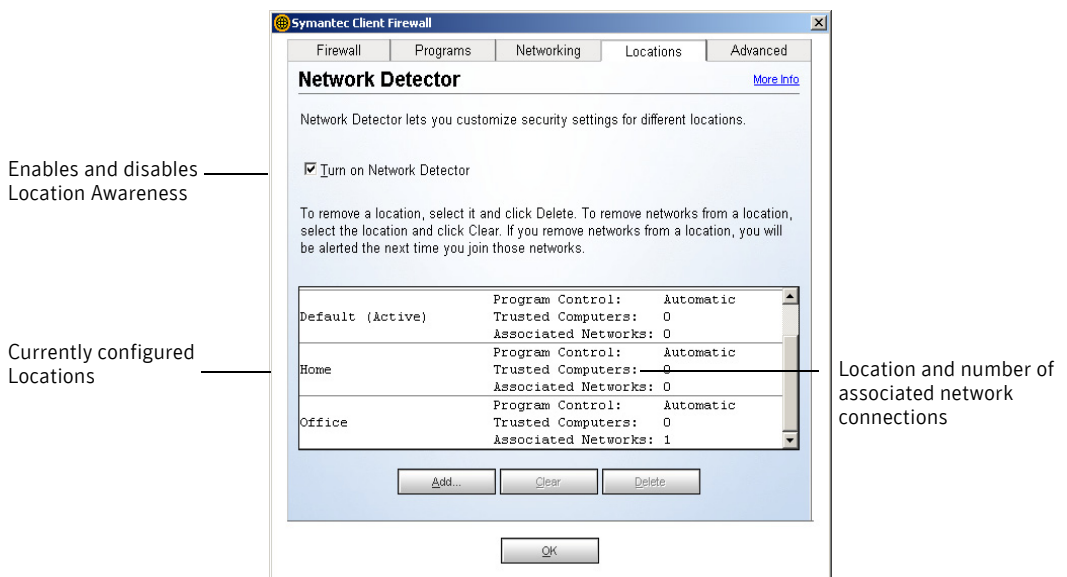 Symantec Client Firewall
Firewall Programs Networking Locations Advanced
Network Detector
More Info
Network Detector lets you customize security settings for different locations.
Enables and disables
Location Awareness
Turn on Network Detector
To remove a location, select it and click Delete. To remove networks from a location,
select the location and click Clear. If you remove networks from a location, you will
be alerted the next time you join those networks.
Program Control: Automatic
Default (Active) Trusted Computers: 0
Associated Networks: 0
Currently configured
Locations
Program Control: Automatic
Home Trusted Computers: 0
Associated Networks: 0
Location and number of
associated network
connections
Program Control: Automatic
Office Trusted Computers: 0
Associated Networks: 1
Add... Clear Delete
OK